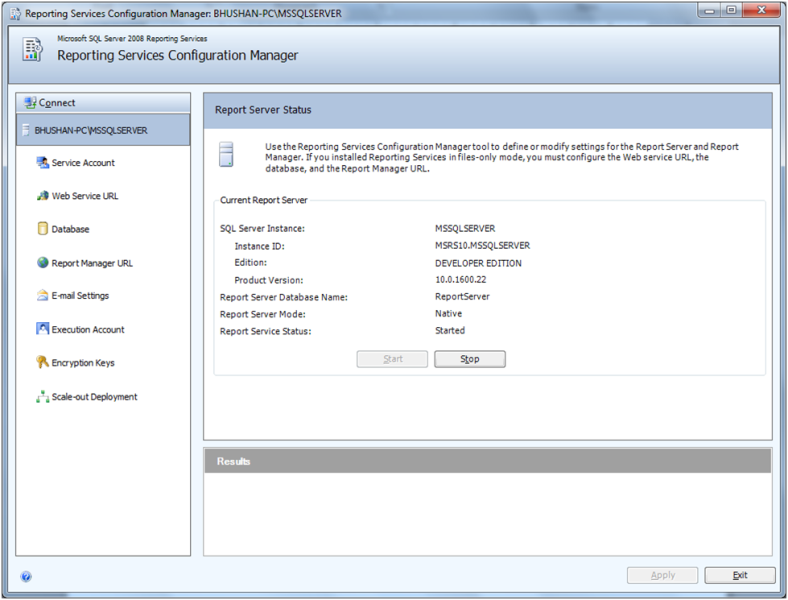 Reporting Services Configuration Manager: BHUSHAN-PC\MSSQLSERVER
Microsoft SQL Server 2008 Reporting Services
Reporting Services Configuration Manager
Connect
BHUSHAN-PC\MSSQLSERVER
Service Account
Web Service URL
Database
Report Manager URL
E-mail Settings
Execution Account
Encryption Keys
Scale-out Deployment
Report Server Status
Use the Reporting Services Configuration Manager tool to define or modify settings for the Report Server and Report
Manager. If you installed Reporting Services in files-only mode, you must configure the Web service URL, the
database, and the Report Manager URL.
Current Report Server
SQL Server Instance: MSSQLSERVER
Instance ID: MSRS10.MSSQLSERVER
Edition: DEVELOPER EDITION
Product Version: 10.0.1600.22
Report Server Database Name: ReportServer
Report Server Mode: Native
Report Service Status: Started
Start Stop
Results
Apply Exit